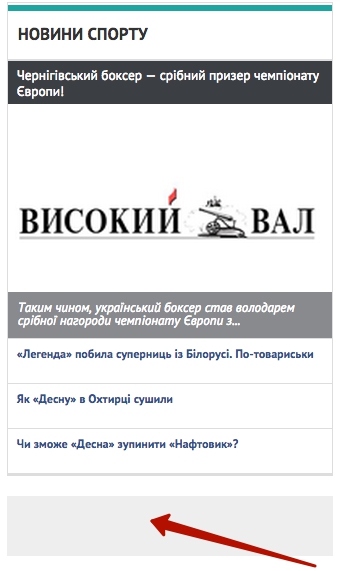 НОВИНИ СПОРТУ
Чернігівський боксер — срібний призер чемпіонату
Європи!
ВИСОКИЙ ВАЛ
Таким чином, український боксер став володарем
срібної нагороди чемпіонату Європи з...
«Легенда» побила суперниць із Білорусі. По-товариськи
Як «Десну» в Охтирці сушили
Чи зможе «Десна» зупинити «Нафтовик»?